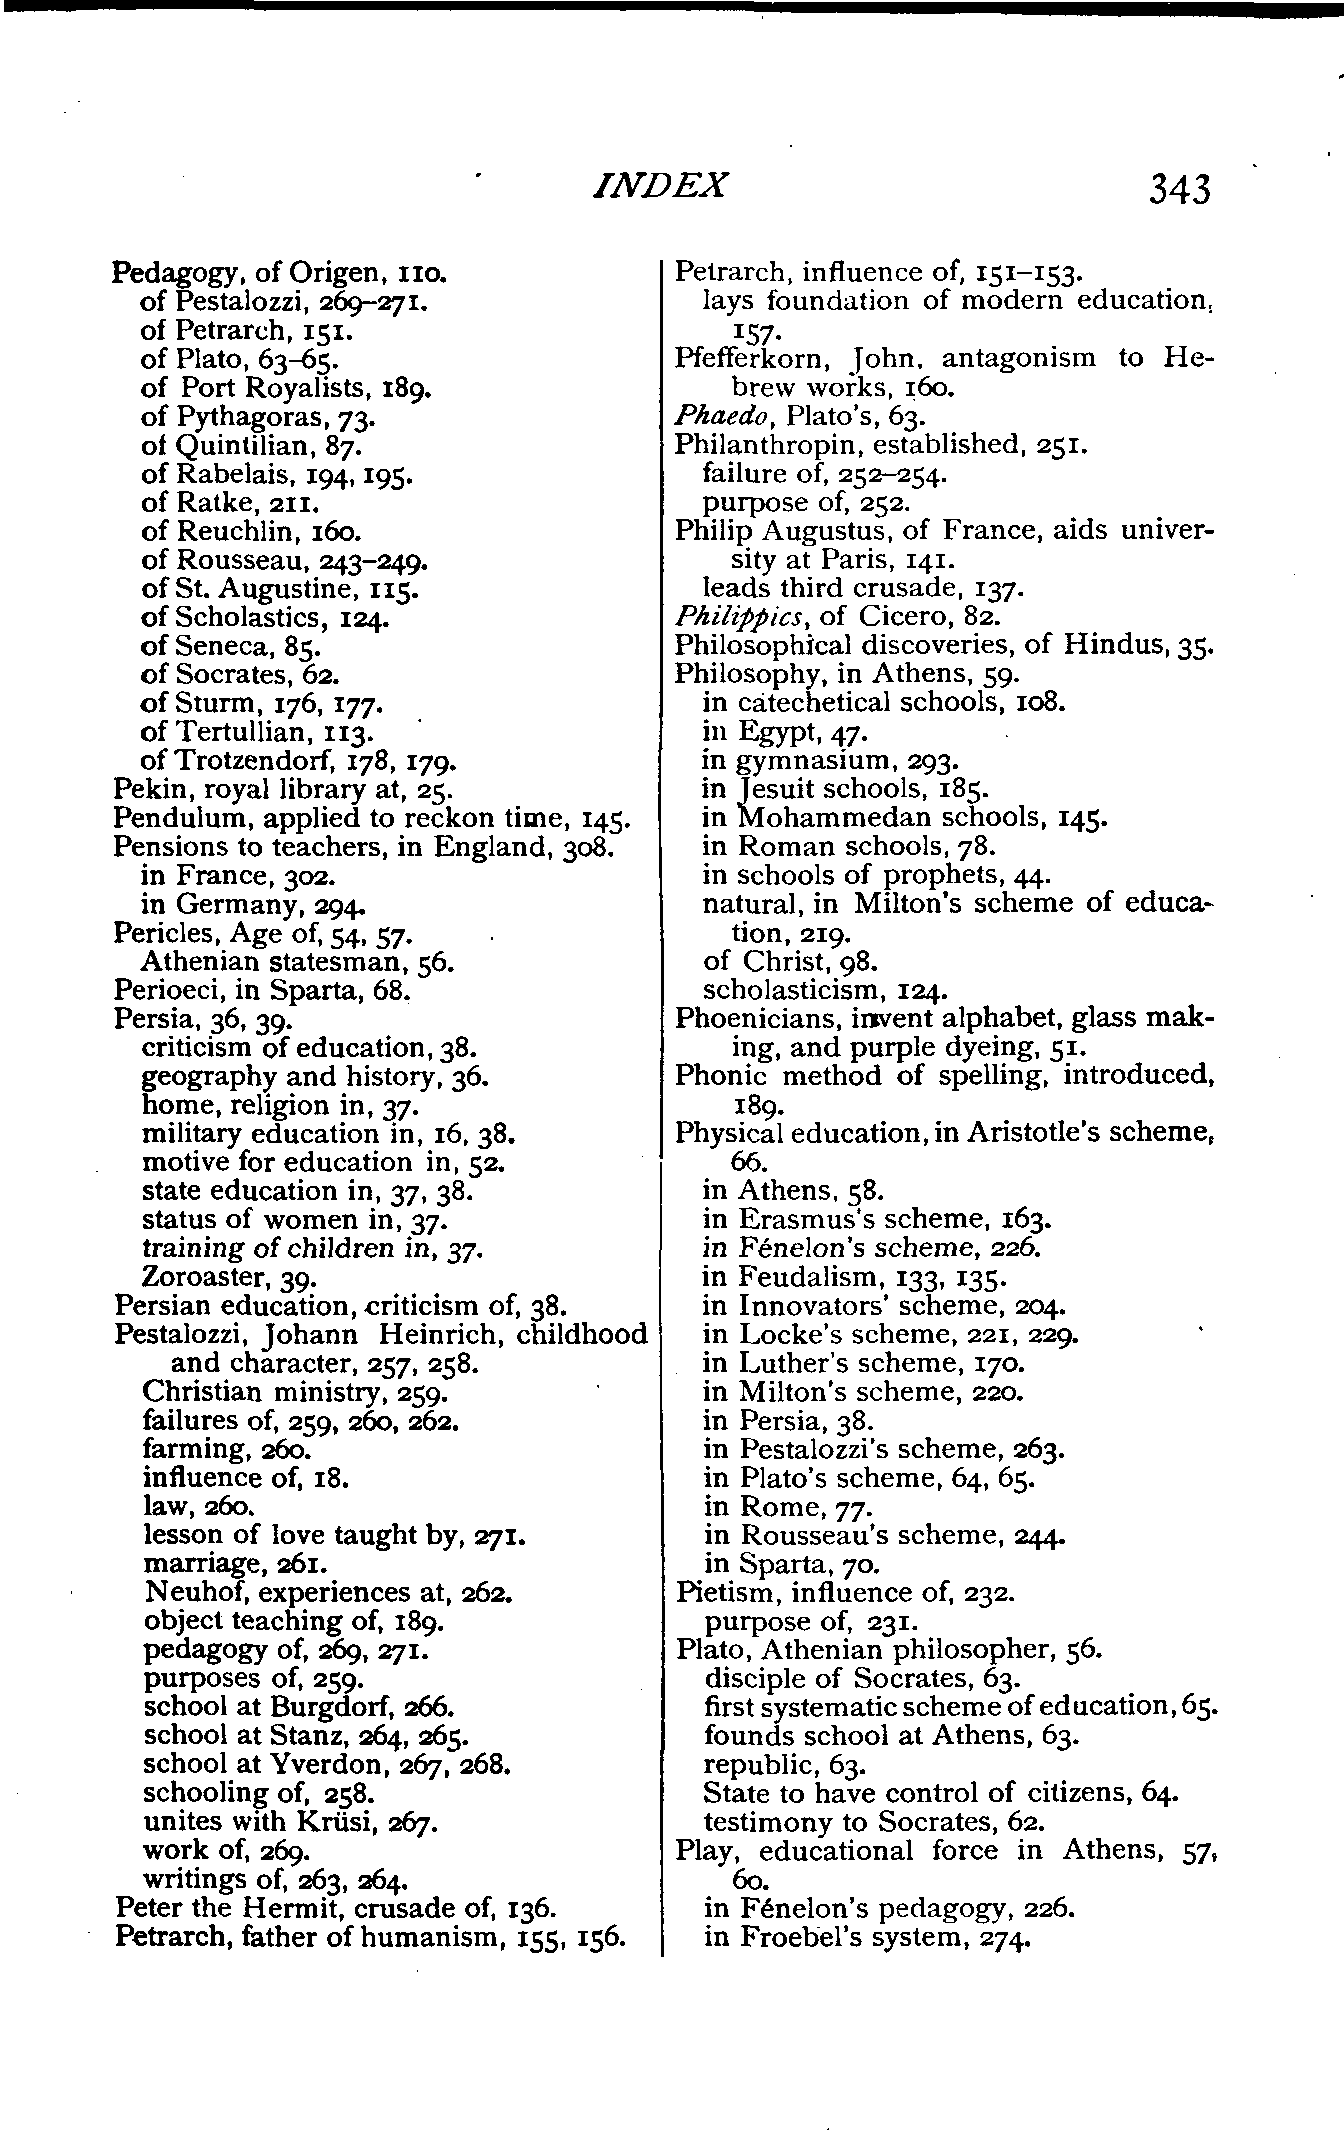 INDEX 343
Pedagogy, of Origen, 110.
of Pestalozzi, 269–271.
of Petrarch, 151.
of Plato, 63–65.
of Port Royalists, 189.
of Pythagoras, 73.
of Quintilian, 87.
of Rabelais, 194, 195.
of Ratke, 211.
of Reuchlin, 160.
of Rousseau, 243–249.
of St. Augustine, 115.
of Scholastics, 124.
of Seneca, 85.
of Socrates, 62.
of Sturm, 176, 177.
of Tertullian, 113.
of Trotzendorf, 178, 179.
Pekin, royal library at, 25.
Pendulum, applied to reckon time, 145.
Pensions to teachers, in England, 308.
in France, 302.
in Germany, 294.
Pericles, Age of, 54, 57.
Athenian statesman, 56.
Perioeci, in Sparta, 68.
Persia, 36, 39.
criticism of education, 38.
geography and history, 36.
home, religion in, 37.
military education in, 16, 38.
motive for education in, 52.
state education in, 37, 38.
status of women in, 37.
training of children in, 37.
Zoroaster, 39.
Persian education, criticism of, 38.
Pestalozzi, Johann Heinrich, childhood
and character, 257, 258.
Christian ministry, 259.
failures of, 259, 260, 262.
farming, 260.
influence of, 18.
law, 260.
lesson of love taught by, 271.
marriage, 261.
Neuhof, experiences at, 262.
object teaching of, 189.
pedagogy of, 269, 271.
purposes of, 259.
school at Burgdorf, 266.
school at Stanz, 264, 265.
school at Yverdon, 267, 268.
schooling of, 258.
unites with Krüsi, 267.
work of, 269.
writings of, 263, 264.
Peter the Hermit, crusade of, 136.
Petrarch, father of humanism, 155, 156.
Petrarch, influence of, 151–153.
lays foundation of modern education,
157.
Pfefferkorn, John, antagonism to He-
brew works, 160.
Phaedo, Plato's, 63.
Philanthropin, established, 251.
failure of, 252–254.
purpose of, 252.
Philip Augustus, of France, aids univer-
sity at Paris, 141.
leads third crusade, 137.
Philippics, of Cicero, 82.
Philosophical discoveries, of Hindus, 35.
Philosophy, in Athens, 59.
in catechetical schools, 108.
in Egypt, 47.
in gymnasium, 293.
in Jesuit schools, 185.
in Mohammedan schools, 145.
in Roman schools, 78.
in schools of prophets, 44.
natural, in Milton's scheme of educa-
tion, 219.
of Christ, 98.
scholasticism, 124.
Phoenicians, invent alphabet, glass mak-
ing, and purple dyeing, 51.
Phonic method of spelling, introduced,
189.
Physical education, in Aristotle's scheme,
66.
in Athens, 58.
in Erasmus's scheme, 163.
in Fénelon's scheme, 226.
in Feudalism, 133, 135.
in Innovators' scheme, 204.
in Locke's scheme, 221, 229.
in Luther's scheme, 170.
in Milton's scheme, 220.
in Persia, 38.
in Pestalozzi's scheme, 263.
in Plato's scheme, 64, 65.
in Rome, 77.
in Rousseau's scheme, 244.
in Sparta, 70.
Pietism, influence of, 232.
purpose of, 231.
Plato, Athenian philosopher, 56.
disciple of Socrates, 63.
first systematic scheme of education, 65.
founds school at Athens, 63.
republic, 63.
State to have control of citizens, 64.
testimony to Socrates, 62.
Play, educational force in Athens, 57,
60.
in Fénelon's pedagogy, 226.
in Froebel's system, 274.